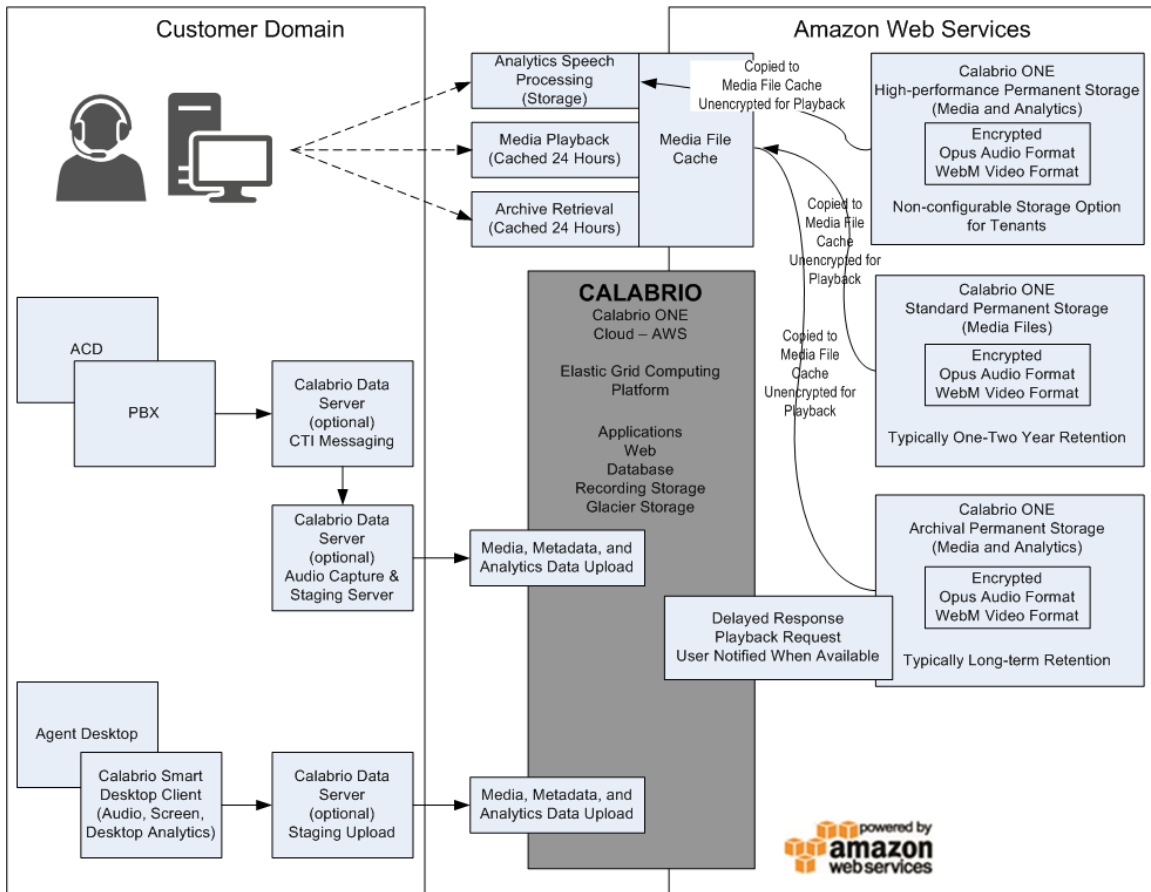 Customer Domain
Amazon Web Services
Analytics Speech
Processing
(Storage)
Media Playback
(Cached 24 Hours)
Archive Retrieval
(Cached 24 Hours)
Media File
Cache
Copied to
Media File Cache
Unencrypted for Playback
Calabrio ONE
High-performance Permanent Storage
(Media and Analytics)
Encrypted
Opus Audio Format
WebM Video Format
Non-configurable Storage Option
for Tenants
Copied to
Media File
Cache
Unencrypted for
Playback
Calabrio ONE
Standard Permanent Storage
(Media Files)
Encrypted
Opus Audio Format
WebM Video Format
Typically One-Two Year Retention
Copied to
Media File
Cache
Unencrypted for
Playback
Calabrio ONE
Archival Permanent Storage
(Media and Analytics)
Encrypted
Opus Audio Format
WebM Video Format
Typically Long-term Retention
Delayed Response
Playback Request
User Notified When Available
CALABRIO
Calabrio ONE
Cloud – AWS
Elastic Grid Computing
Platform
Applications
Web
Database
Recording Storage
Glacier Storage
ACD
PBX
Calabrio Data
Server
(optional)
CTI Messaging
Calabrio Data
Server
(optional)
Audio Capture &
Staging Server
Media, Metadata, and
Analytics Data Upload
Agent Desktop
Calabrio Smart
Desktop Client
(Audio, Screen,
Desktop Analytics)
Calabrio Data
Server
(optional)
Staging Upload
Media, Metadata, and
Analytics Data Upload
powered by
amazon
webservices